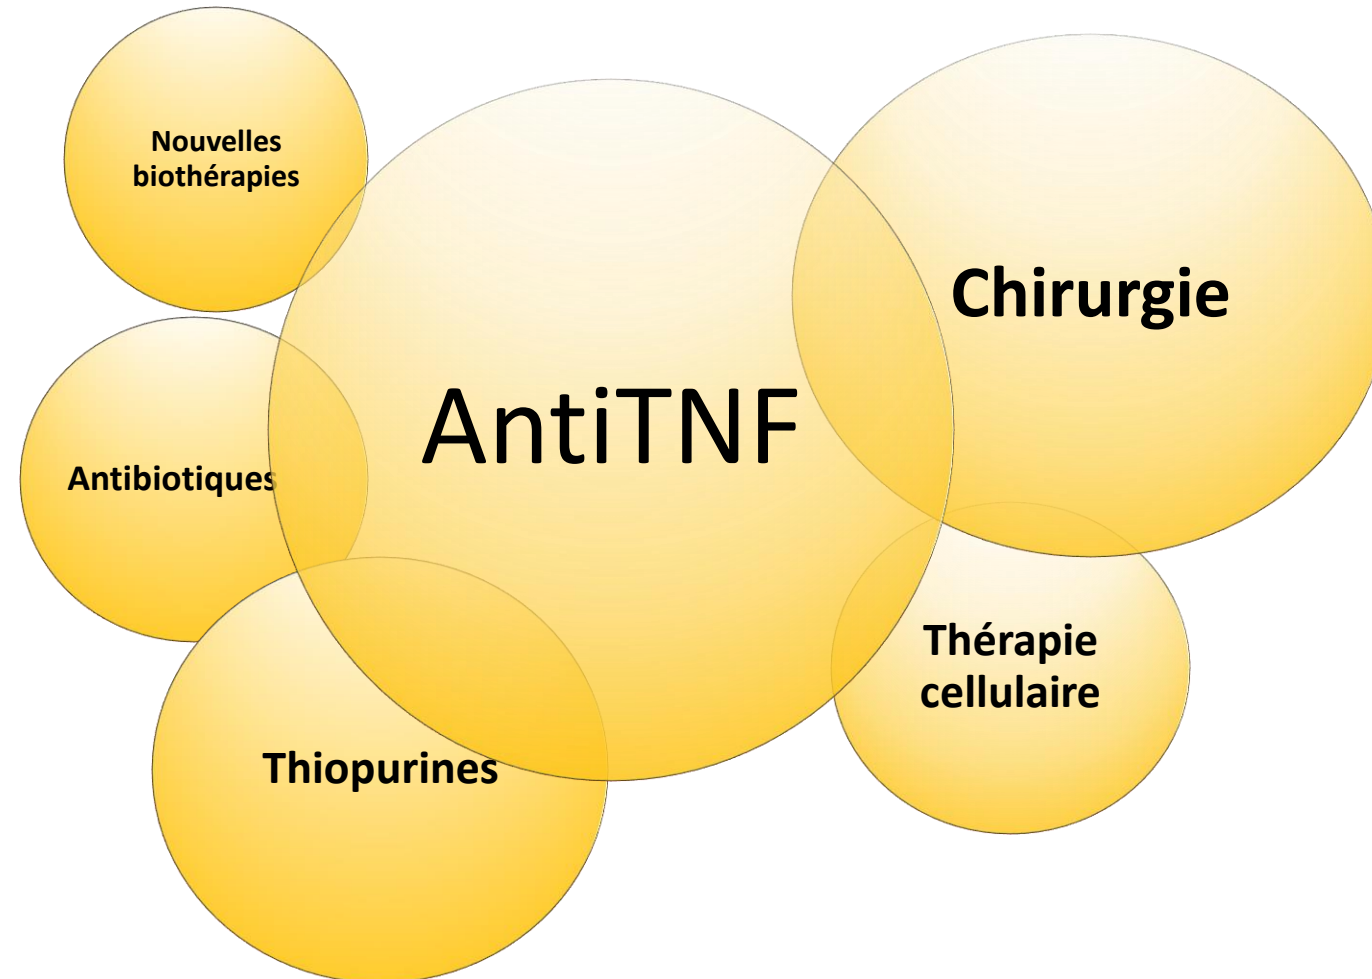 Nouvelles
biothérapies
Chirurgie
AntiTNF
Antibiotiques
Thérapie
cellulaire
Thiopurines